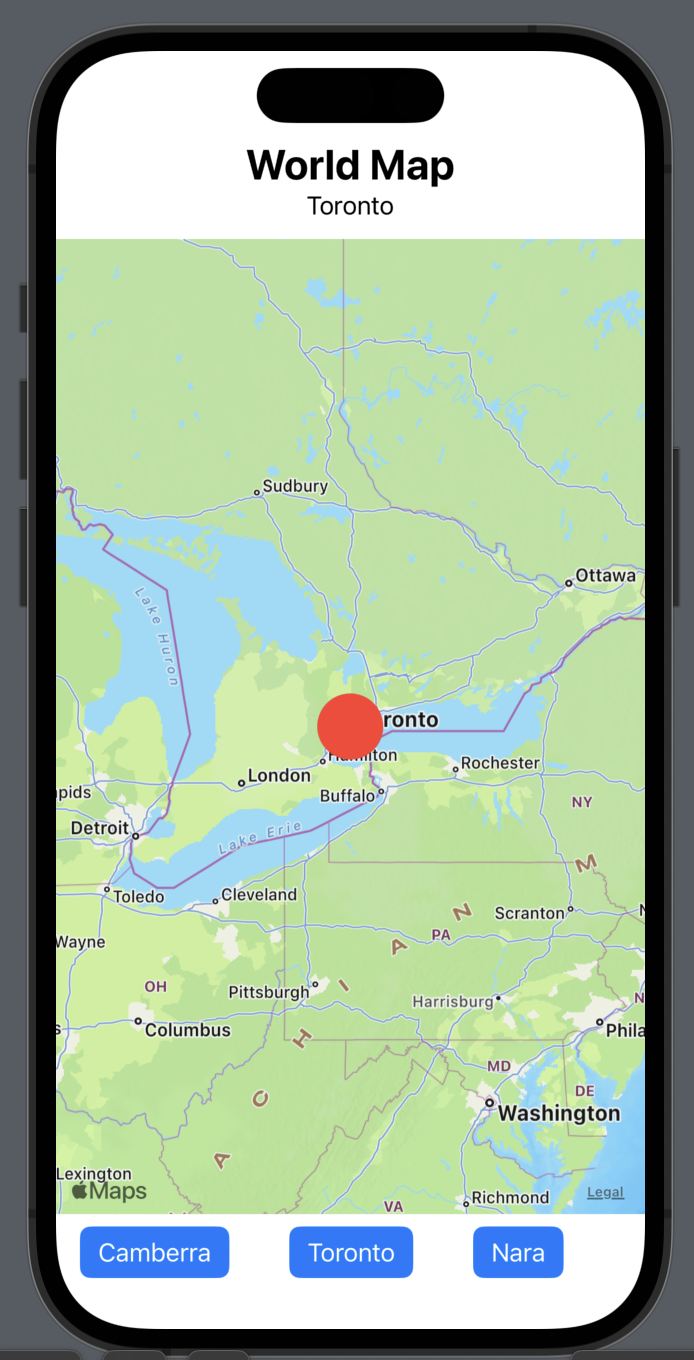 World Map
Toronto
Sudbury
Ottawa
Lake Huron
ronto
Hamilton
London
Rochester
pids
Buffalo
NY
Detroit
Lake Erie
M
Toledo
Cleveland
N
Scranton
N
Wayne
A
PA
OH
I
Pittsburgh
Harrisburg
N
s
Columbus
H
Phila
MD
O
DE
Washington
A
Lexington
Maps
Legal
VA
Richmond
Camberra
Toronto
Nara